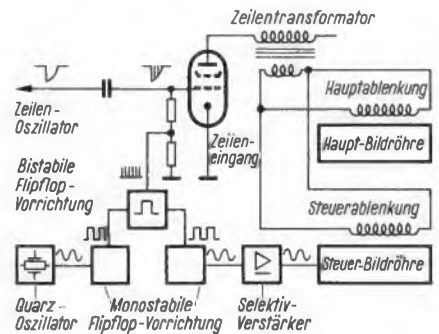 Zeilentransformator
Zeilen-
Oszillator
Zeilen-
eingang
Hauptablenkung
Haupt-Bildröhre
Bistabile
Flipflop-
Vorrichtung
Steuerablenkung
Steuer-Bildröhre
Quarz-
Oszillator
Monostabile
Flipflop-Vorrichtung
Selektiv-
Verstärker